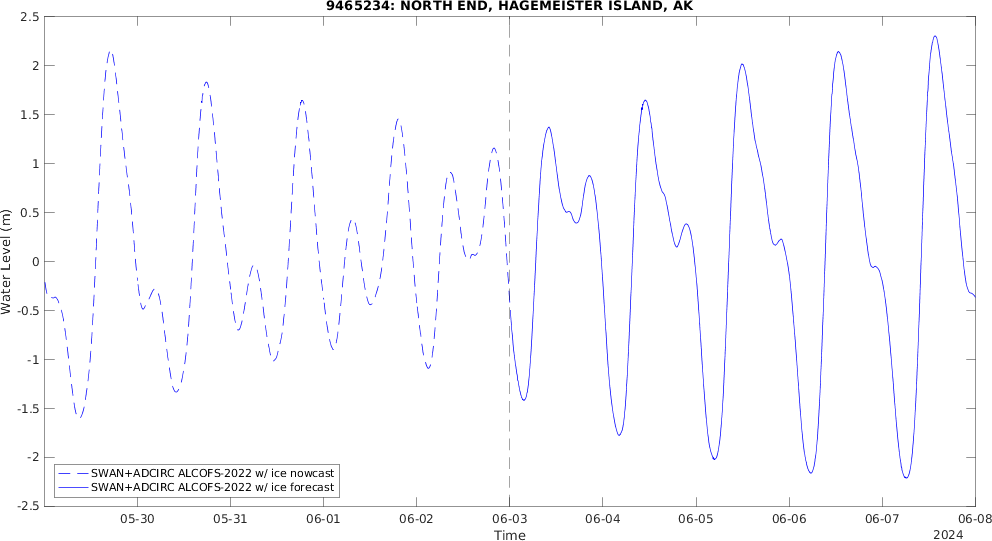 9465234: NORTH END, HAGEMEISTER ISLAND, AK
2.5
2
1.5
1
0.5
0
-0.5
-1
-1.5
-2
-2.5
Water Level (m)
SWAN+ADCIRC ALCOFS-2022 w/ ice nowcast
SWAN+ADCIRC ALCOFS-2022 w/ ice forecast
05-30 05-31 06-01 06-02 06-03 06-04 06-05 06-06 06-07 06-08
Time
2024